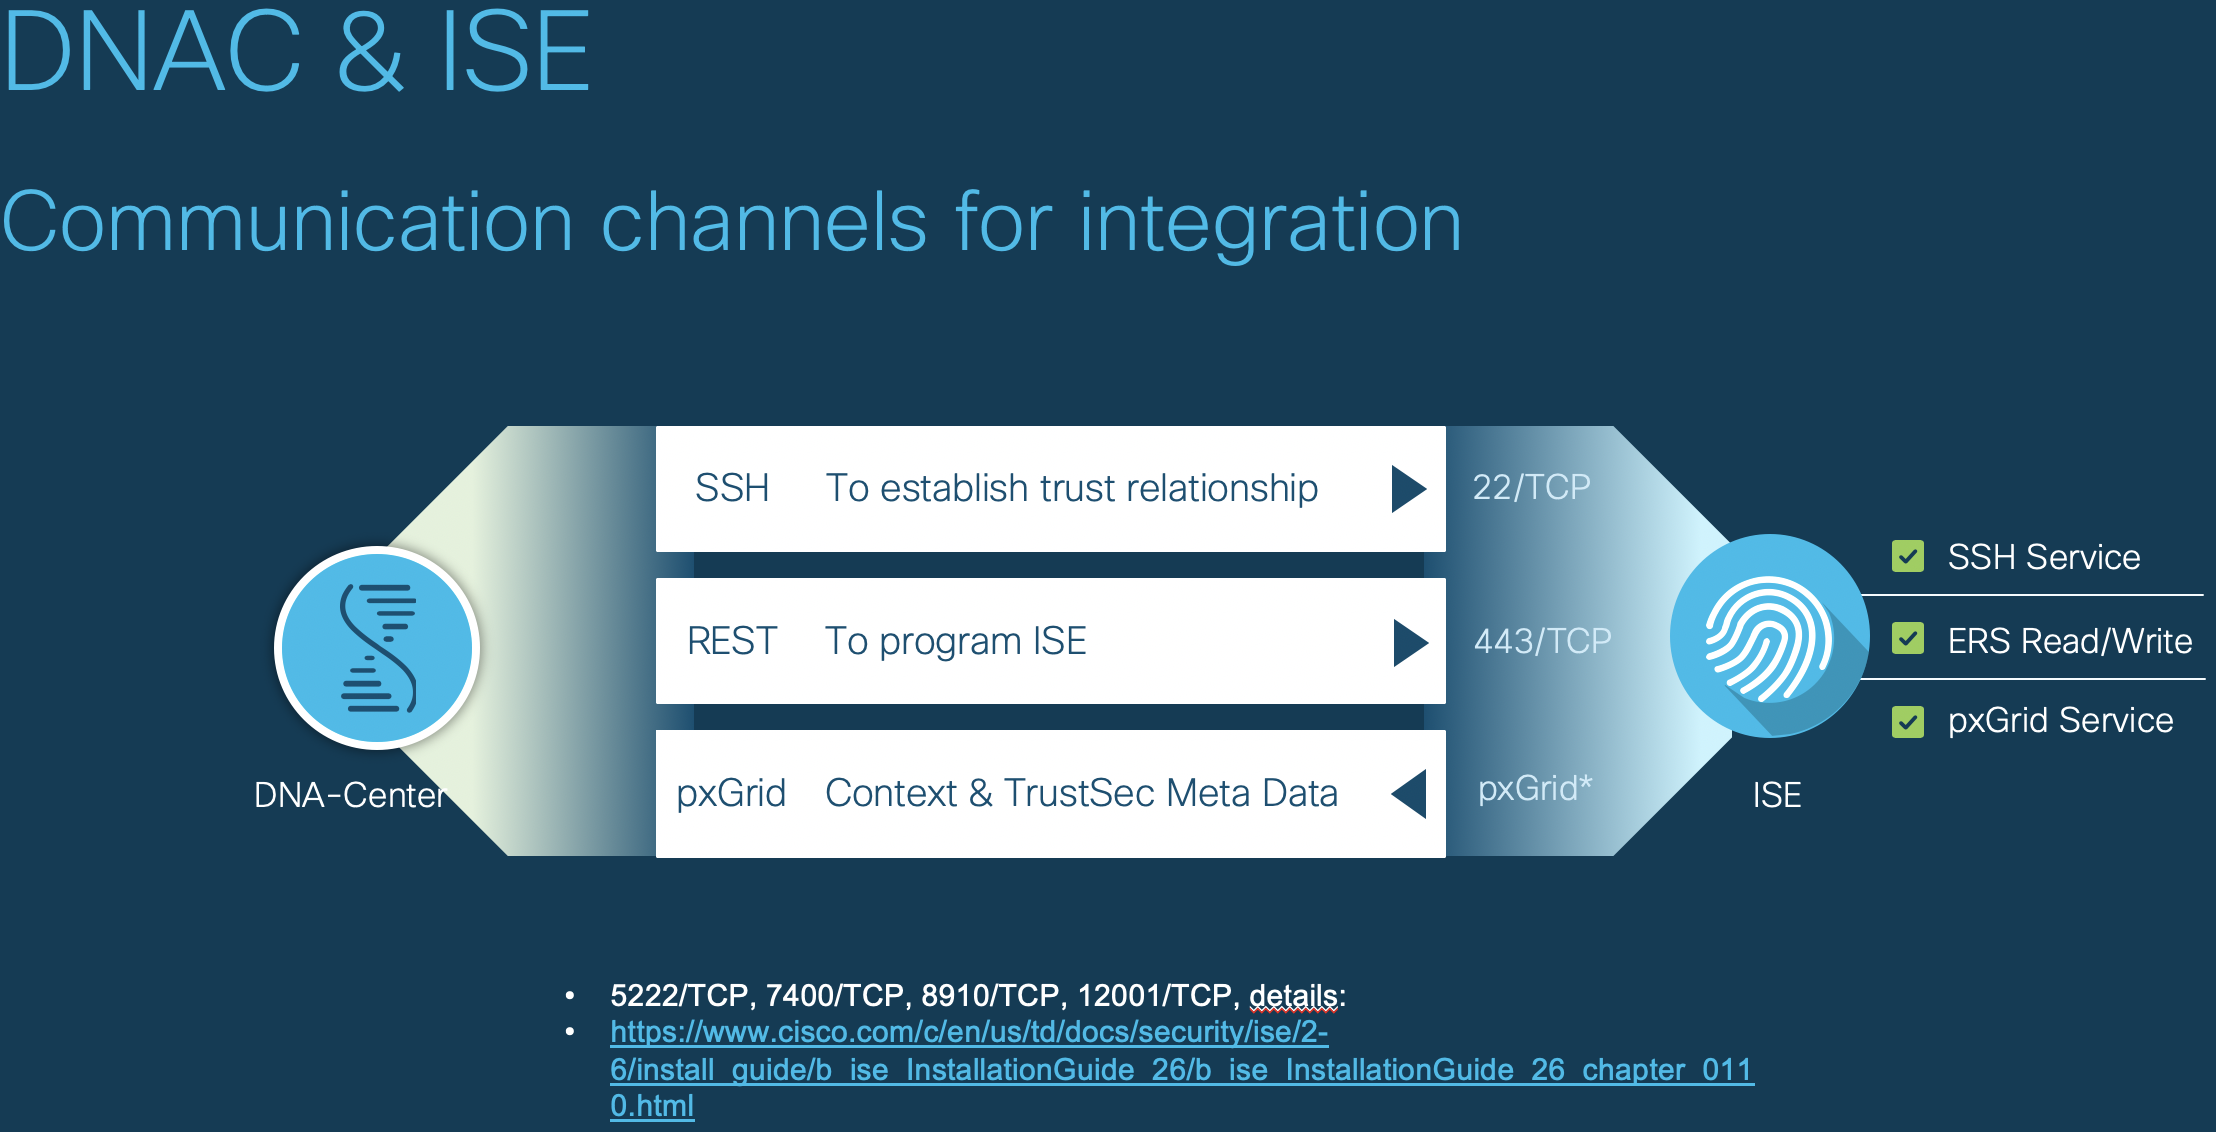 DNAC & ISE
Communication channels for integration
SSH To establish trust relationship 22/TCP
REST To program ISE 443/TCP
pxGrid Context & TrustSec Meta Data pxGrid*
DNA-Center
ISE
SSH Service
ERS Read/Write
pxGrid Service
• 5222/TCP, 7400/TCP, 8910/TCP, 12001/TCP, details:
• https://www.cisco.com/c/en/us/td/docs/security/ise/2-
6/install_guide/b_ise_InstallationGuide_26/b_ise_InstallationGuide_26_chapter_011
0.html